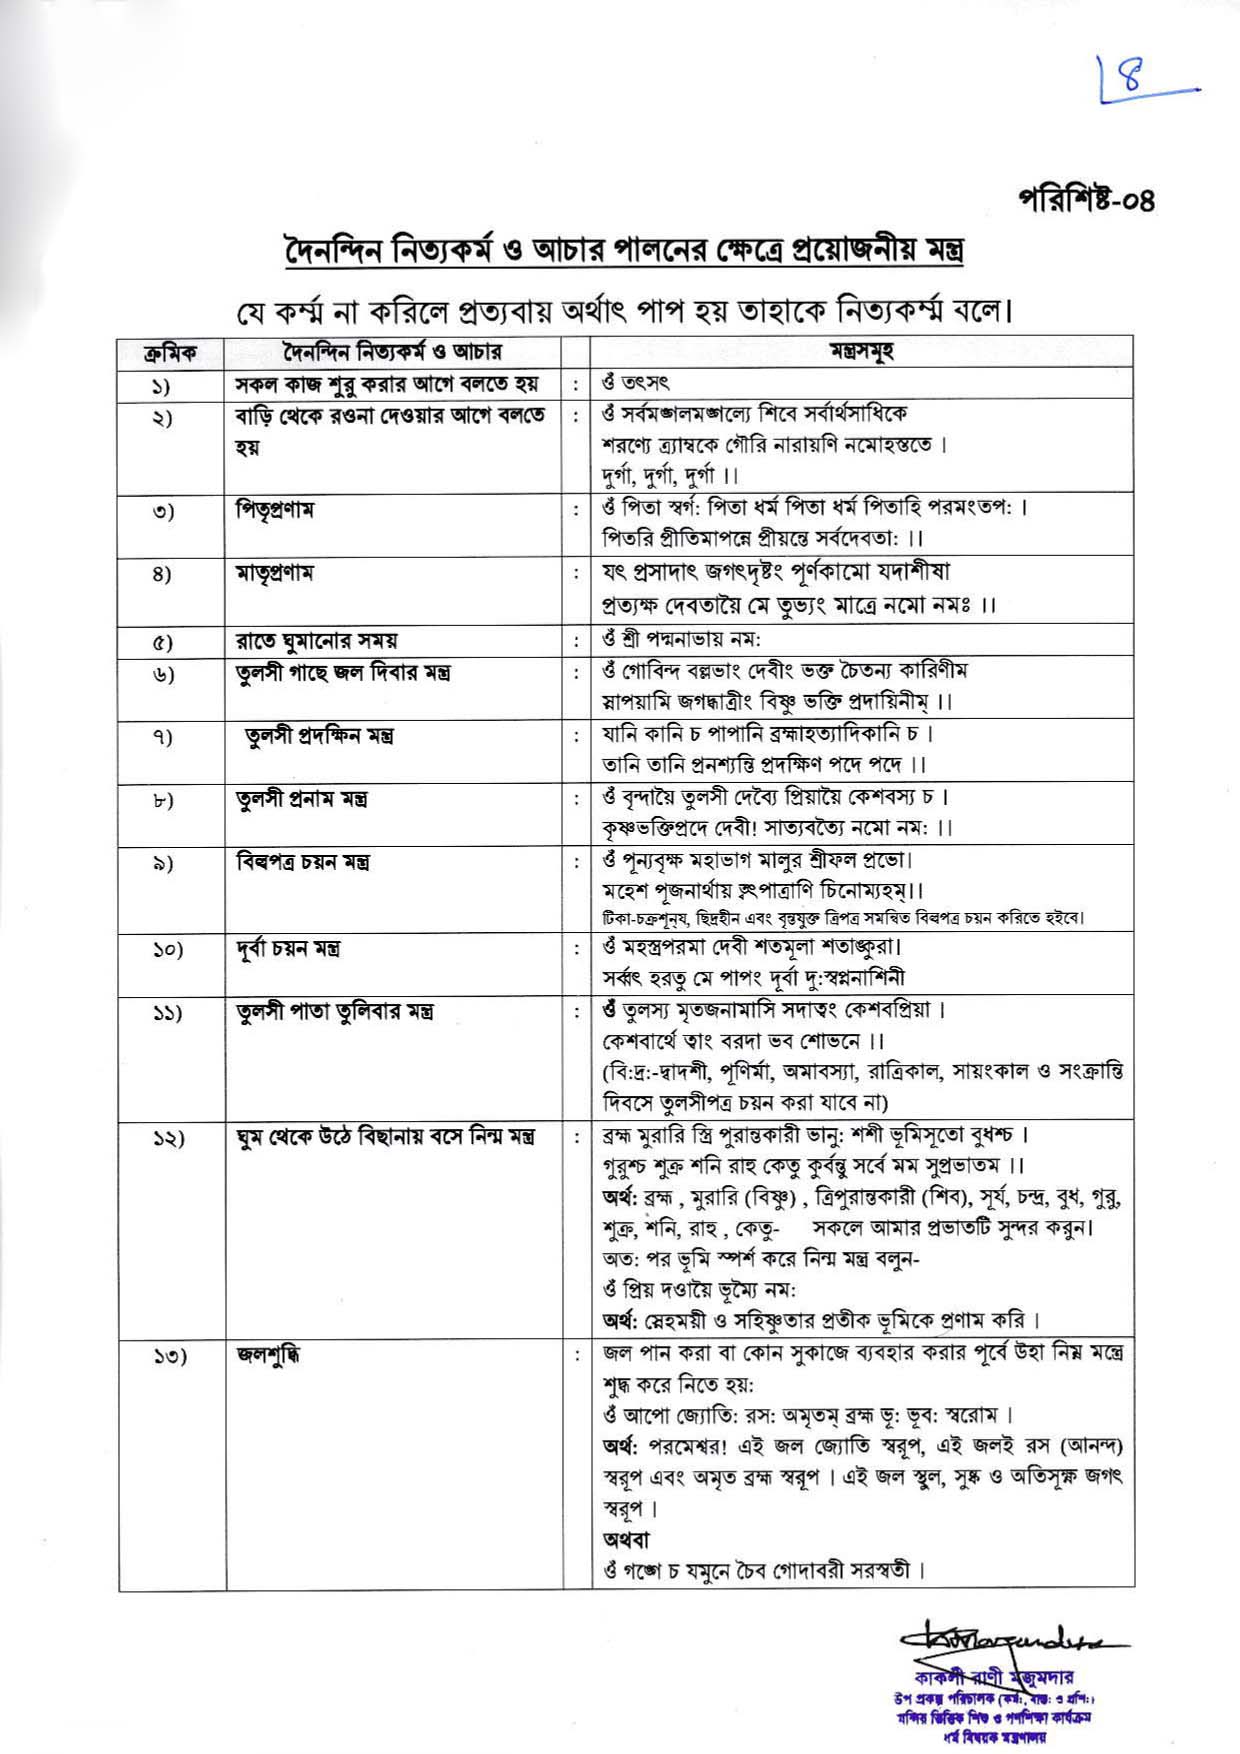 ৪
পরিশিষ্ট-০৪
দৈনন্দিন নিত্যকর্ম ও আচার পালনের ক্ষেত্রে প্রয়োজনীয় মন্ত্র
যে কর্ম্ম না করিলে প্রত্যবায় অর্থাৎ পাপ হয় তাহাকে নিত্যকর্ম্ম বলে।
ক্রমিক দৈনন্দিন নিত্যকর্ম ও আচার মন্ত্রসমূহ
১) সকল কাজ শুরু করার আগে বলতে হয় : ওঁ তৎসৎ
২) বাড়ি থেকে রওনা দেওয়ার আগে বলতে হয় : ওঁ সর্বমঙ্গলমঙ্গল্যে শিবে সর্বার্থসাধিকে
শরণ্যে ত্র্যাম্বকে গৌরি নারায়ণি নমোহস্ততে ।
দুর্গা, দুর্গা, দুর্গা ।।
৩) পিতৃপ্রণাম : ওঁ পিতা স্বর্গ: পিতা ধর্ম পিতা ধর্ম পিতাহি পরমংতপ: ।
পিতরি প্রীতিমাপন্নে প্রীয়ন্তে সর্বদেবতা: ।।
৪) মাতৃপ্রণাম : যৎ প্রসাদাৎ জগৎদৃষ্টং পূর্ণকামো যদাশীষা
প্রত্যক্ষ দেবতায়ৈ মে তুভ্যং মাত্রে নমো নমঃ ।।
৫) রাতে ঘুমানোর সময় : ওঁ শ্রী পদ্মনাভায় নম:
৬) তুলসী গাছে জল দিবার মন্ত্র : ওঁ গোবিন্দ বল্লভাং দেবীং ভক্ত চৈতন্য কারিণীম
স্নাপয়ামি জগদ্ধাত্রীং বিষ্ণু ভক্তি প্রদায়িনীম্ ।।
৭) তুলসী প্রদক্ষিন মন্ত্র : যানি কানি চ পাপানি ব্রহ্মাহত্যাদিকানি চ ।
তানি তানি প্রনশ্যন্তি প্রদক্ষিণ পদে পদে ।।
৮) তুলসী প্রনাম মন্ত্র : ওঁ বৃন্দায়ৈ তুলসী দেব্যৈ প্রিয়ায়ৈ কেশবস্য চ ।
কৃষ্ণভক্তিপ্রদে দেবী! সাত্যবত্যৈ নমো নম: ।।
৯) বিল্বপত্র চয়ন মন্ত্র : ওঁ পূন্যবৃক্ষ মহাভাগ মালুর শ্রীফল প্রভো।
মহেশ পূজনার্থায় ত্বৎপাত্রাণি চিনোম্যহম্।।
টিকা-চক্রশূন্য, ছিদ্রহীন এবং বৃন্তযুক্ত ত্রিপত্র সমন্বিত বিল্বপত্র চয়ন করিতে হইবে।
১০) দূর্বা চয়ন মন্ত্র : ওঁ মহস্ত্রপরমা দেবী শতমূলা শতাঙ্কুরা।
সর্ব্বৎ হরতু মে পাপং দূর্বা দু:স্বপ্ননাশিনী
১১) তুলসী পাতা তুলিবার মন্ত্র : ওঁ তুলস্য মৃতজনামাসি সদাত্বং কেশবপ্রিয়া ।
কেশবার্থে ত্বাং বরদা ভব শোভনে ।।
(বি:দ্র:-দ্বাদশী, পূণির্মা, অমাবস্যা, রাত্রিকাল, সায়ংকাল ও সংক্রান্তি
দিবসে তুলসীপত্র চয়ন করা যাবে না)
১২) ঘুম থেকে উঠে বিছানায় বসে নিন্ম মন্ত্র : ব্রহ্ম মুরারি স্ত্রি পুরান্তকারী ভানু: শশী ভূমিসূতো বুধশ্চ ।
গুরুশ্চ শুক্র শনি রাহু কেতু কুর্বন্তু সর্বে মম সুপ্রভাতম ।।
অর্থ: ব্রহ্ম , মুরারি (বিষ্ণু) , ত্রিপুরান্তকারী (শিব), সূর্য, চন্দ্র, বুধ, গুরু,
শুক্র, শনি, রাহু , কেতু- সকলে আমার প্রভাতটি সুন্দর করুন।
অত: পর ভূমি স্পর্শ করে নিন্ম মন্ত্র বলুন-
ওঁ প্রিয় দওায়ৈ ভূম্যৈ নম:
অর্থ: স্নেহময়ী ও সহিষ্ণুতার প্রতীক ভূমিকে প্রণাম করি ।
১৩) জলশুদ্ধি : জল পান করা বা কোন সুকাজে ব্যবহার করার পূর্বে উহা নিম্ন মন্ত্রে
শুদ্ধ করে নিতে হয়:
ওঁ আপো জ্যোতি: রস: অমৃতম্ ব্রহ্ম ভূ: ভূব: স্বরোম ।
অর্থ: পরমেশ্বর! এই জল জ্যোতি স্বরূপ, এই জলই রস (আনন্দ)
স্বরূপ এবং অমৃত ব্রহ্ম স্বরূপ । এই জল স্থুল, সুষ্ক ও অতিসূক্ষ জগৎ
স্বরূপ ।
অথবা
ওঁ গঙ্গে চ যমুনে চৈব গোদাবরী সরস্বতী ।
কাকলী রাণী মজুমদার
উপ প্রকল্প পরিচালক (কর্ম:, বাস্ত: ও প্রশি:)
মন্দির ভিত্তিক শিশু ও গণশিক্ষা কার্যক্রম
ধর্ম বিষয়ক মন্ত্রণালয়